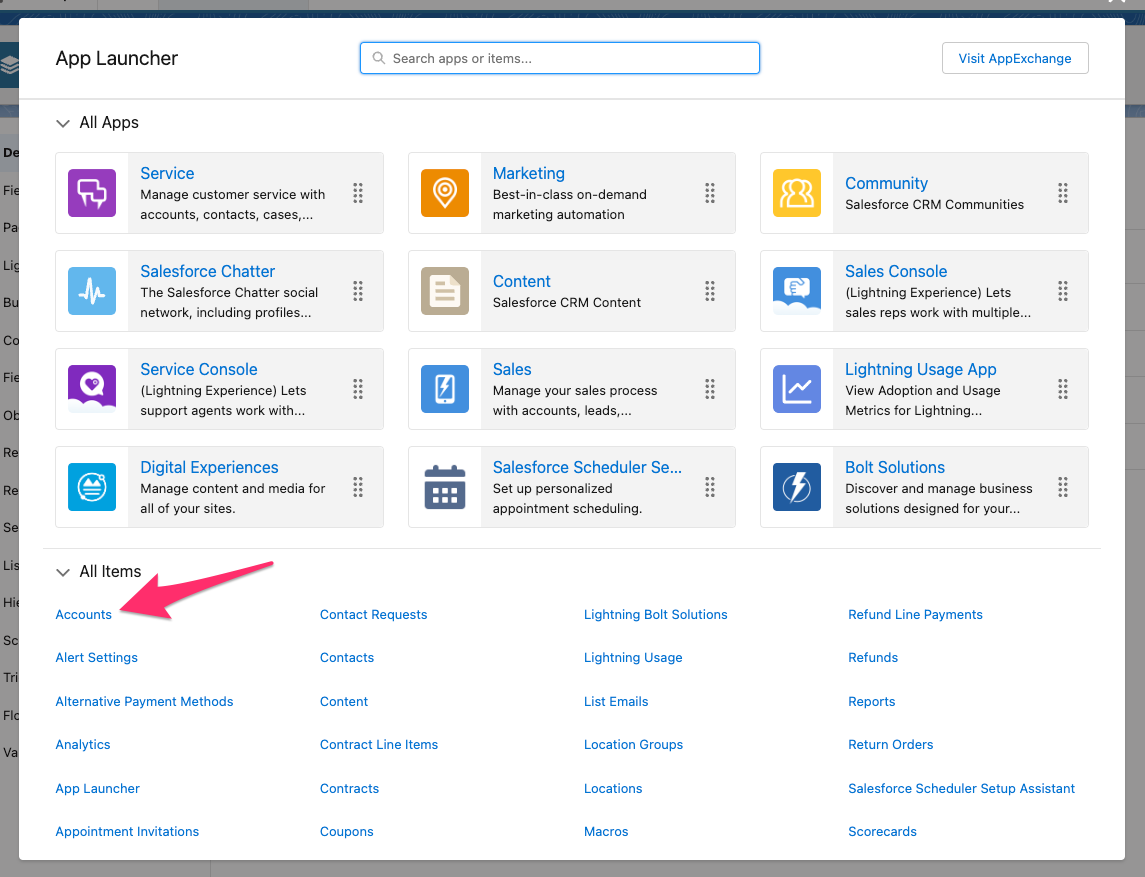 App Launcher
Search apps or items...
Visit AppExchange
All Apps
Service
Manage customer service with
accounts, contacts, cases,...
Marketing
Best-in-class on-demand
marketing automation
Community
Salesforce CRM Communities
Salesforce Chatter
The Salesforce Chatter social
network, including profiles...
Content
Salesforce CRM Content
Sales Console
(Lightning Experience) Lets
sales reps work with multiple...
Service Console
(Lightning Experience) Lets
support agents work with...
Sales
Manage your sales process
with accounts, leads,...
Lightning Usage App
View Adoption and Usage
Metrics for Lightning...
Digital Experiences
Manage content and media for
all of your sites.
Salesforce Scheduler Se...
Set up personalized
appointment scheduling.
Bolt Solutions
Discover and manage business
solutions designed for your...
All Items
Accounts
Contact Requests
Lightning Bolt Solutions
Refund Line Payments
Alert Settings
Contacts
Lightning Usage
Refunds
Alternative Payment Methods
Content
List Emails
Reports
Analytics
Contract Line Items
Location Groups
Return Orders
App Launcher
Contracts
Locations
Salesforce Scheduler Setup Assistant
Appointment Invitations
Coupons
Macros
Scorecards